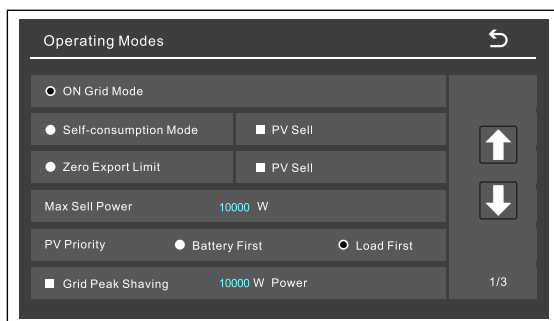 Operating Modes
ON Grid Mode
Self-consumption Mode PV Sell
Zero Export Limit PV Sell
Max Sell Power 10000 W
PV Priority Battery First Load First
Grid Peak Shaving 10000 W Power 1/3